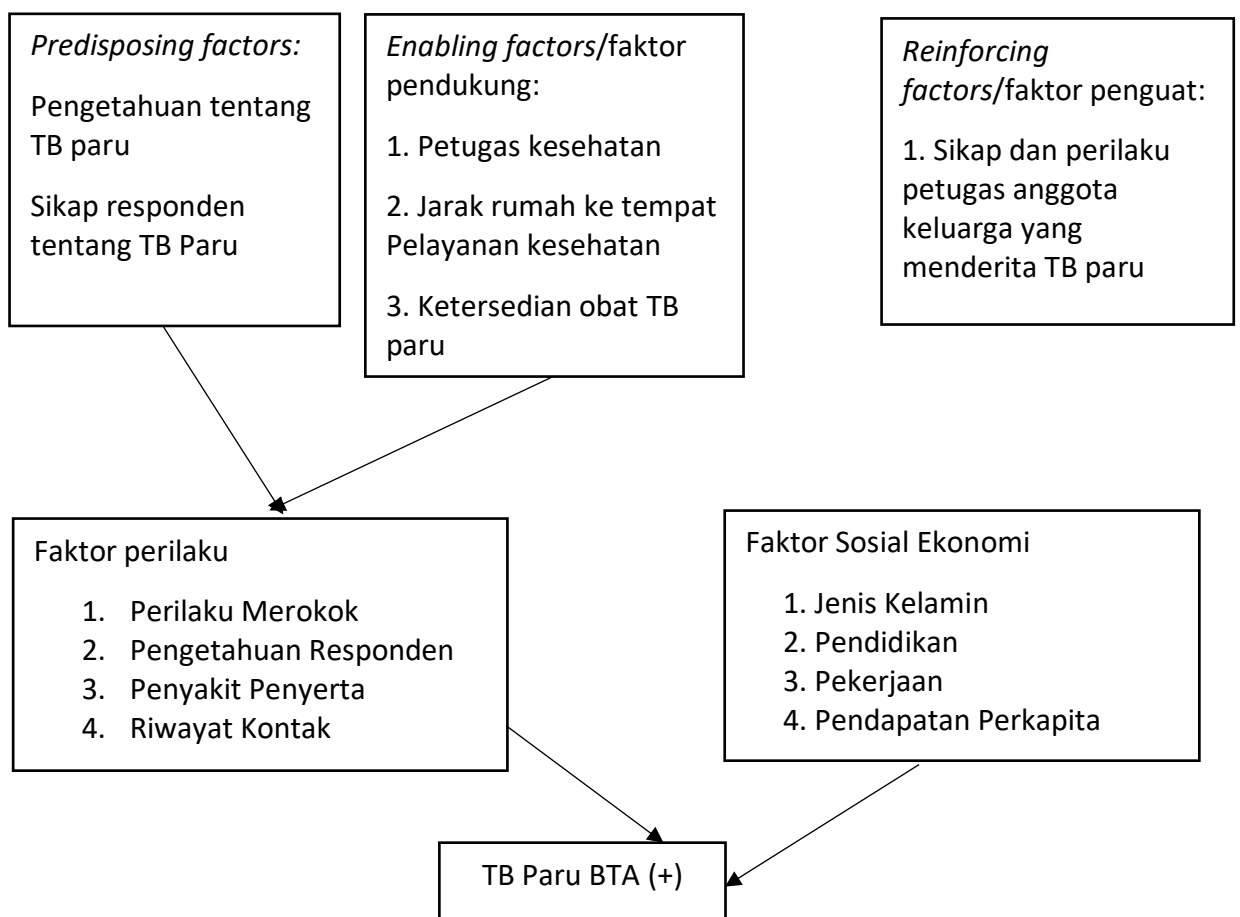 Predisposing factors:
Pengetahuan tentang
TB paru
Sikap responden
tentang TB Paru
Enabling factors/faktor
pendukung:
1. Petugas kesehatan
2. Jarak rumah ke tempat
Pelayanan kesehatan
3. Ketersedian obat TB
paru
Reinforcing
factors/faktor penguat:
1. Sikap dan perilaku
petugas anggota
keluarga yang
menderita TB paru
Faktor perilaku
1. Perilaku Merokok
2. Pengetahuan Responden
3. Penyakit Penyerta
4. Riwayat Kontak
Faktor Sosial Ekonomi
1. Jenis Kelamin
2. Pendidikan
3. Pekerjaan
4. Pendapatan Perkapita
TB Paru BTA (+)